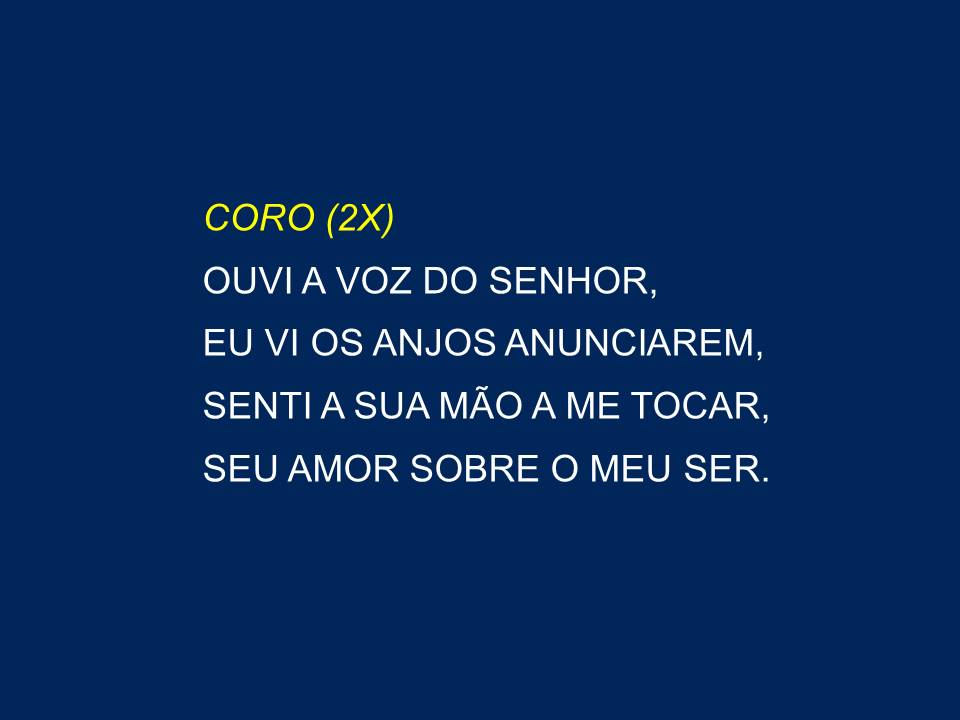 CORO (2X)
OUVI A VOZ DO SENHOR,
EU VI OS ANJOS ANUNCIAREM,
SENTI A SUA MÃO A ME TOCAR,
SEU AMOR SOBRE O MEU SER.